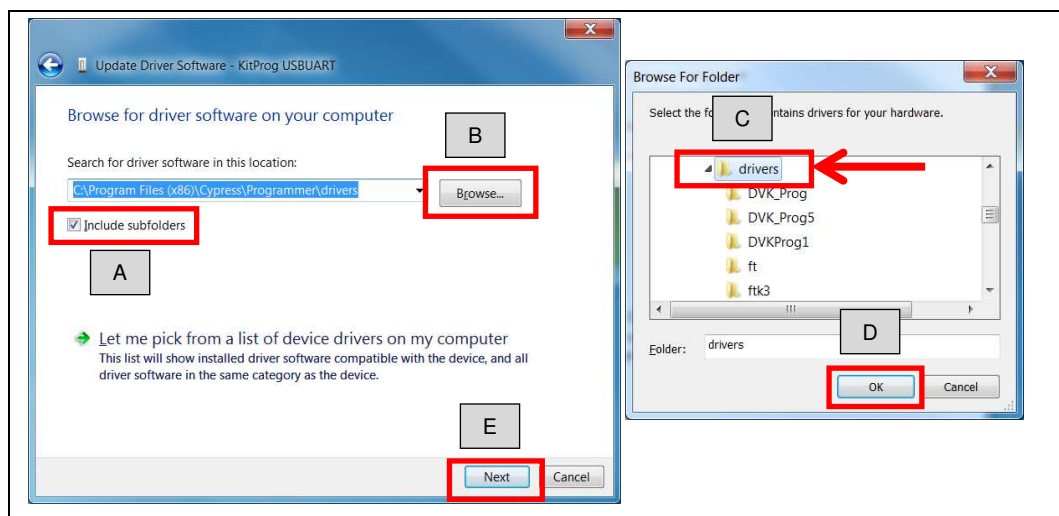 Update Driver Software - KitProg USBUART
Browse for driver software on your computer
B
Search for driver software in this location:
C:\Program Files (x86)\Cypress\Programmer\drivers
Browse...
Include subfolders
A
Let me pick from a list of device drivers on my computer
This list will show installed driver software compatible with the device, and all
driver software in the same category as the device.
E
Next Cancel
Browse For Folder
Select the ntains drivers for your hardware.
C
drivers
DVK_Prog
DVK_Prog5
DVKProg1
ft
ftk3
D
Folder: drivers
OK Cancel